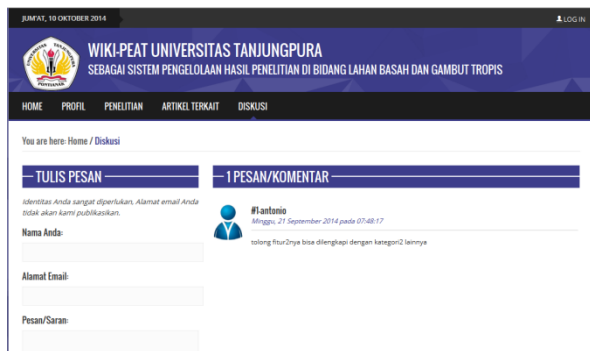 JUM'AT, 10 OKTOBER 2014
LOG IN
WIKI-PEAT UNIVERSITAS TANJUNGPURA
SEBAGAI SISTEM PENGELOLAAN HASIL PENELITIAN DI BIDANG LAHAN BASAH DAN GAMBUT TROPIS
HOME PROFIL PENELITIAN ARTIKEL TERKAIT DISKUSI
You are here: Home / Diskusi
TULIS PESAN
Identitas Anda sangat diperlukan, Alamat email Anda
tidak akan kami publikasikan.
Nama Anda:
Alamat Email:
Pesan/Saran:
1 PESAN/KOMENTAR
#1-antonio
Minggu, 21 September 2014 pada 07:48:17
tolong fitur2nya bisa dilengkapi dengan kategori2 lainnya